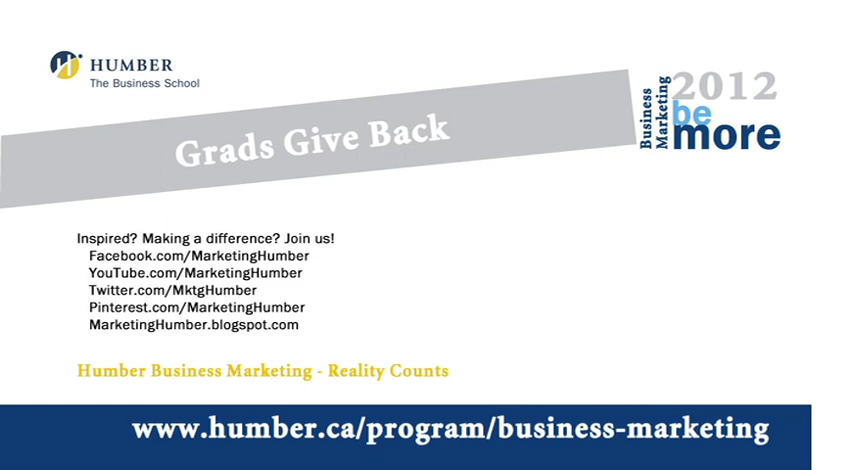 HUMBER
The Business School
Business
Marketing
2012
be
more
Grads Give Back
Inspired? Making a difference? Join us!
Facebook.com/MarketingHumber
YouTube.com/MarketingHumber
Twitter.com/MktgHumber
Pinterest.com/MarketingHumber
MarketingHumber.blogspot.com
Humber Business Marketing - Reality Counts
www.humber.ca/program/business-marketing